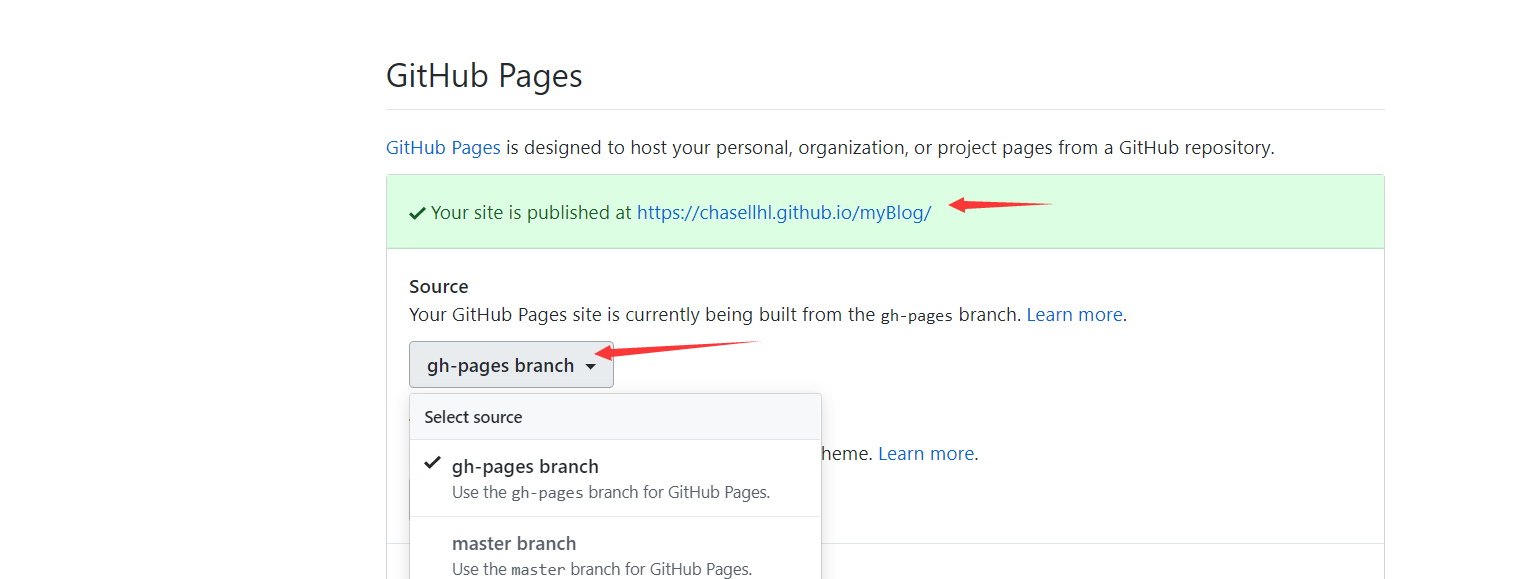 GitHub Pages
GitHub Pages is designed to host your personal, organization, or project pages from a GitHub repository.
Your site is published at https://chasellhl.github.io/myBlog/
Source
Your GitHub Pages site is currently being built from the gh-pages branch. Learn more.
gh-pages branch
Select source
heme. Learn more.
gh-pages branch
Use the gh-pages branch for GitHub Pages.
master branch
Use the master branch for GitHub Pages.